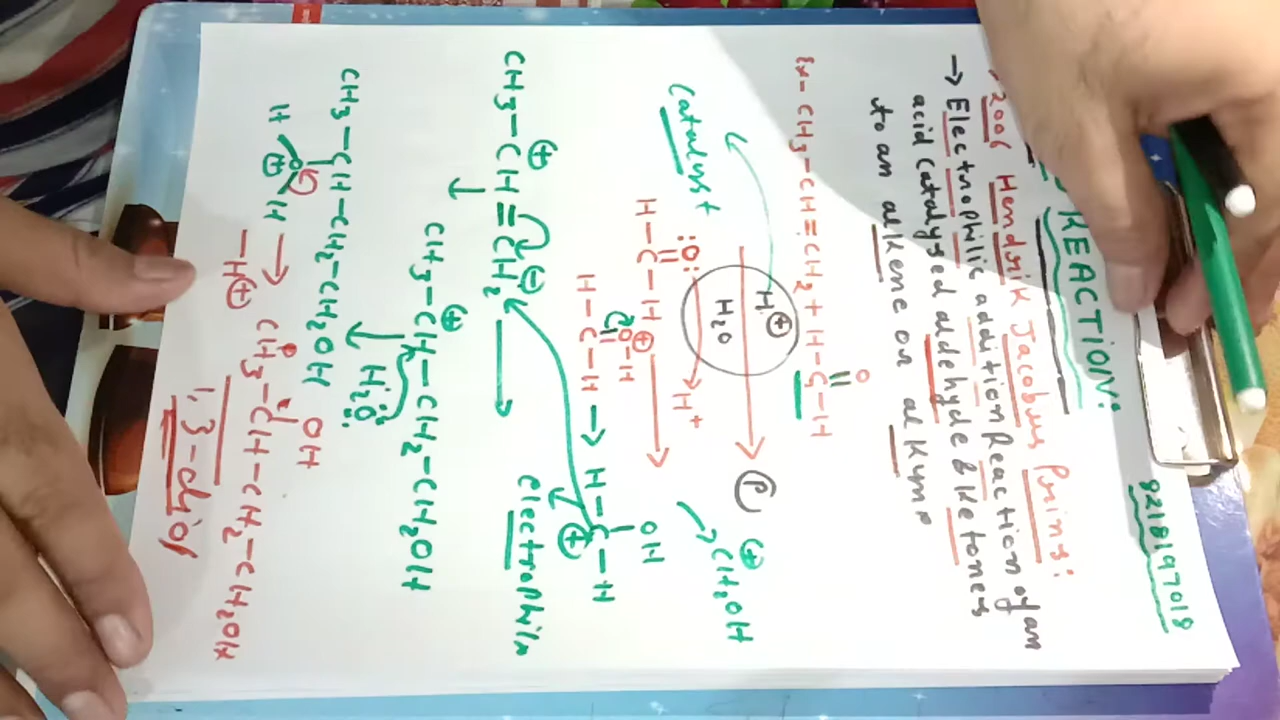 9218197018
REACTION:
Hendrik Jacobus Prins:
→ Electrophilic addition Reaction of an
acid catalysed aldehyde & Ketones
to an alkene or alkyne
Ex- CH3-CH=CH2 + H-C-H
O
H⊕
H2O
P
⊕CH2OH
Catalyst
:O:
H-C-H
H+
⊕O-H
H-C-H → H-C-H
OH
⊕
Electrophile
⊕ ⊖
CH3-CH=CH2 →
⊕
CH3-CH-CH2-CH2OH
H2O:
CH3-CH-CH2-CH2OH
H O ⊕ H →
-H⊕
OH
CH3-CH-CH2-CH2OH
1,3-diol